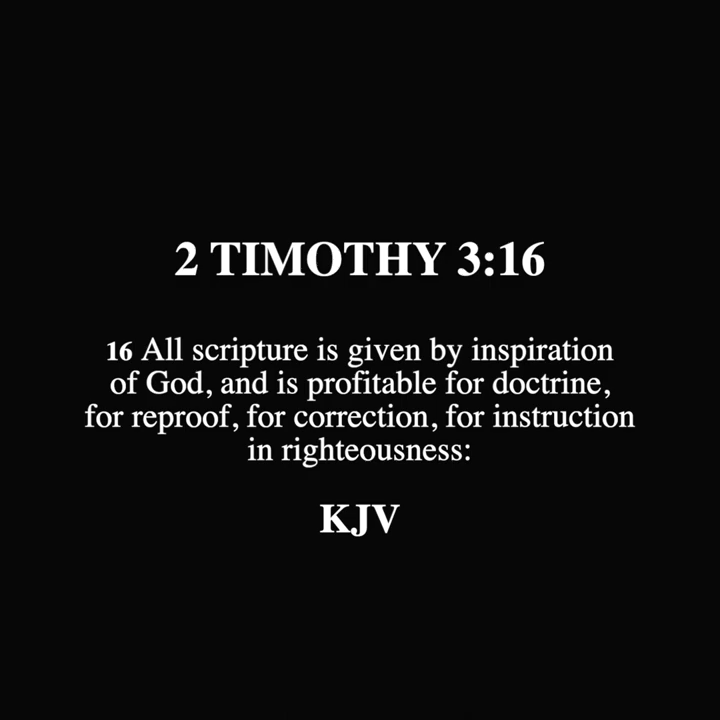 2 TIMOTHY 3:16
16 All scripture is given by inspiration
of God, and is profitable for doctrine,
for reproof, for correction, for instruction
in righteousness:
KJV